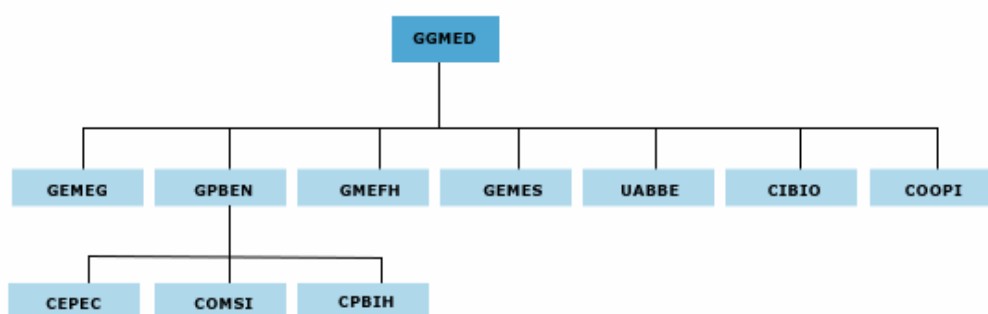 GGMED
GEMEG GPBEN GMEFH GEMES UABBE CIBIO COOPI
CEPEC COMSI CPBIH